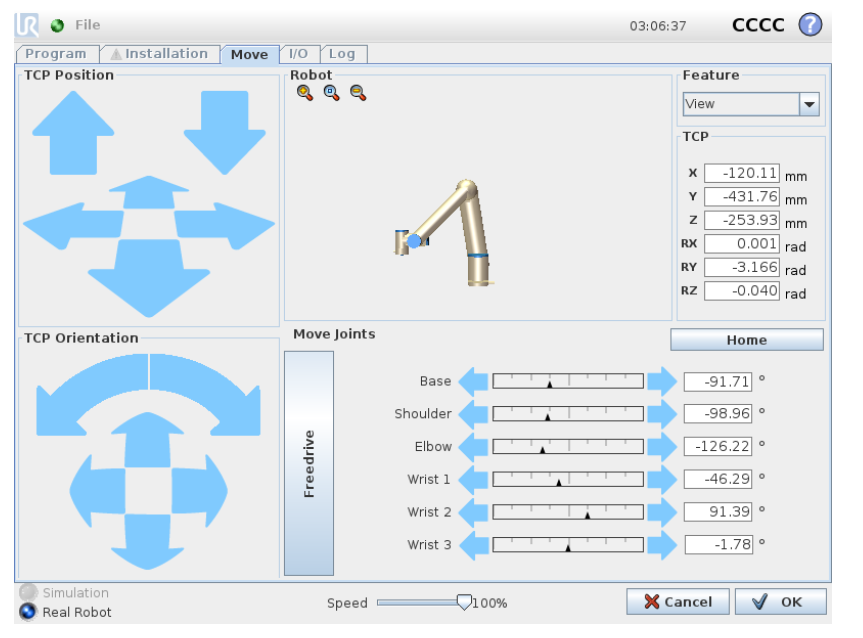 UR File 03:06:37 CCCC ?
Program Installation Move I/O Log
TCP Position
Robot
Feature
View
TCP
X -120.11 mm
Y -431.76 mm
Z -253.93 mm
RX 0.001 rad
RY -3.166 rad
RZ -0.040 rad
TCP Orientation
Move Joints
Home
Freedrive
Base -91.71 °
Shoulder -98.96 °
Elbow -126.22 °
Wrist 1 -46.29 °
Wrist 2 91.39 °
Wrist 3 -1.78 °
Simulation
Real Robot
Speed 100%
Cancel
OK